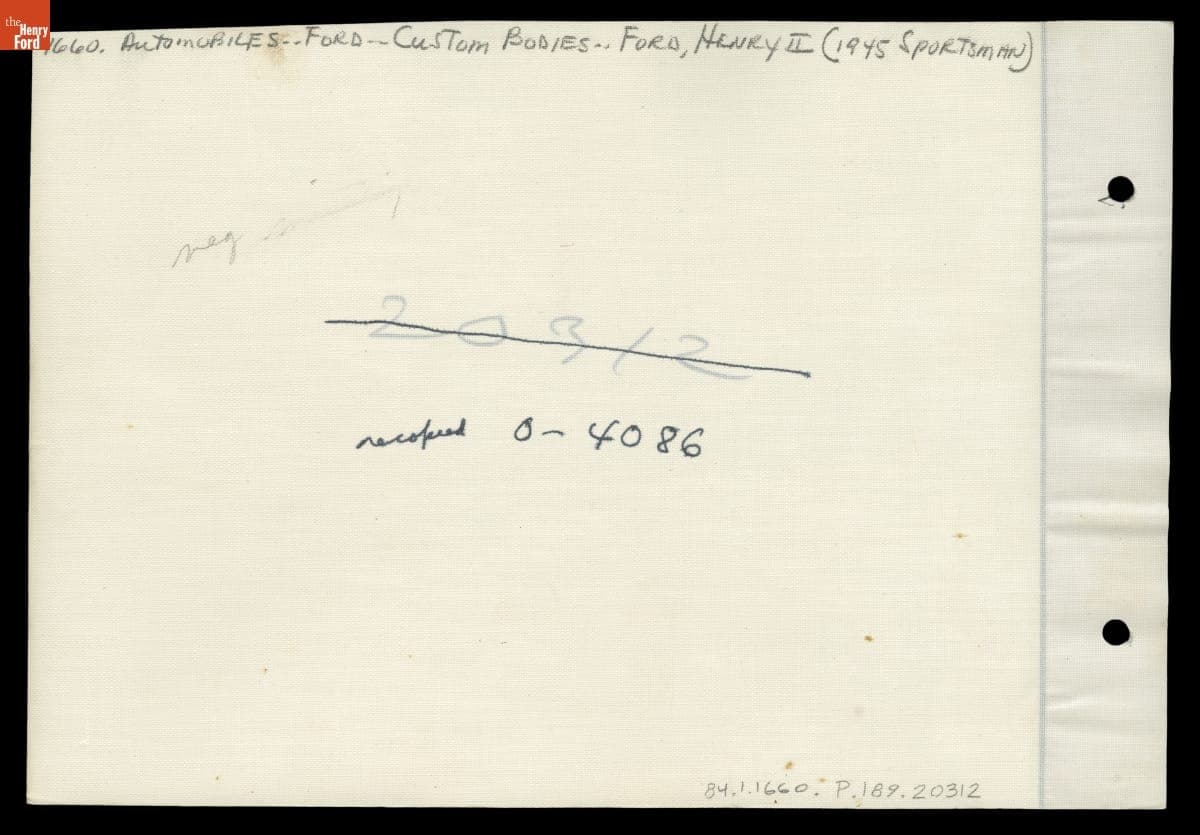 the
Henry
Ford
1660. AUTOMOBILES--FORD--CUSTOM BODIES--FORD, HENRY II (1945 SPORTSMAN)
neg
20312
recopied 0-4086
84.1.1660. P.189.20312